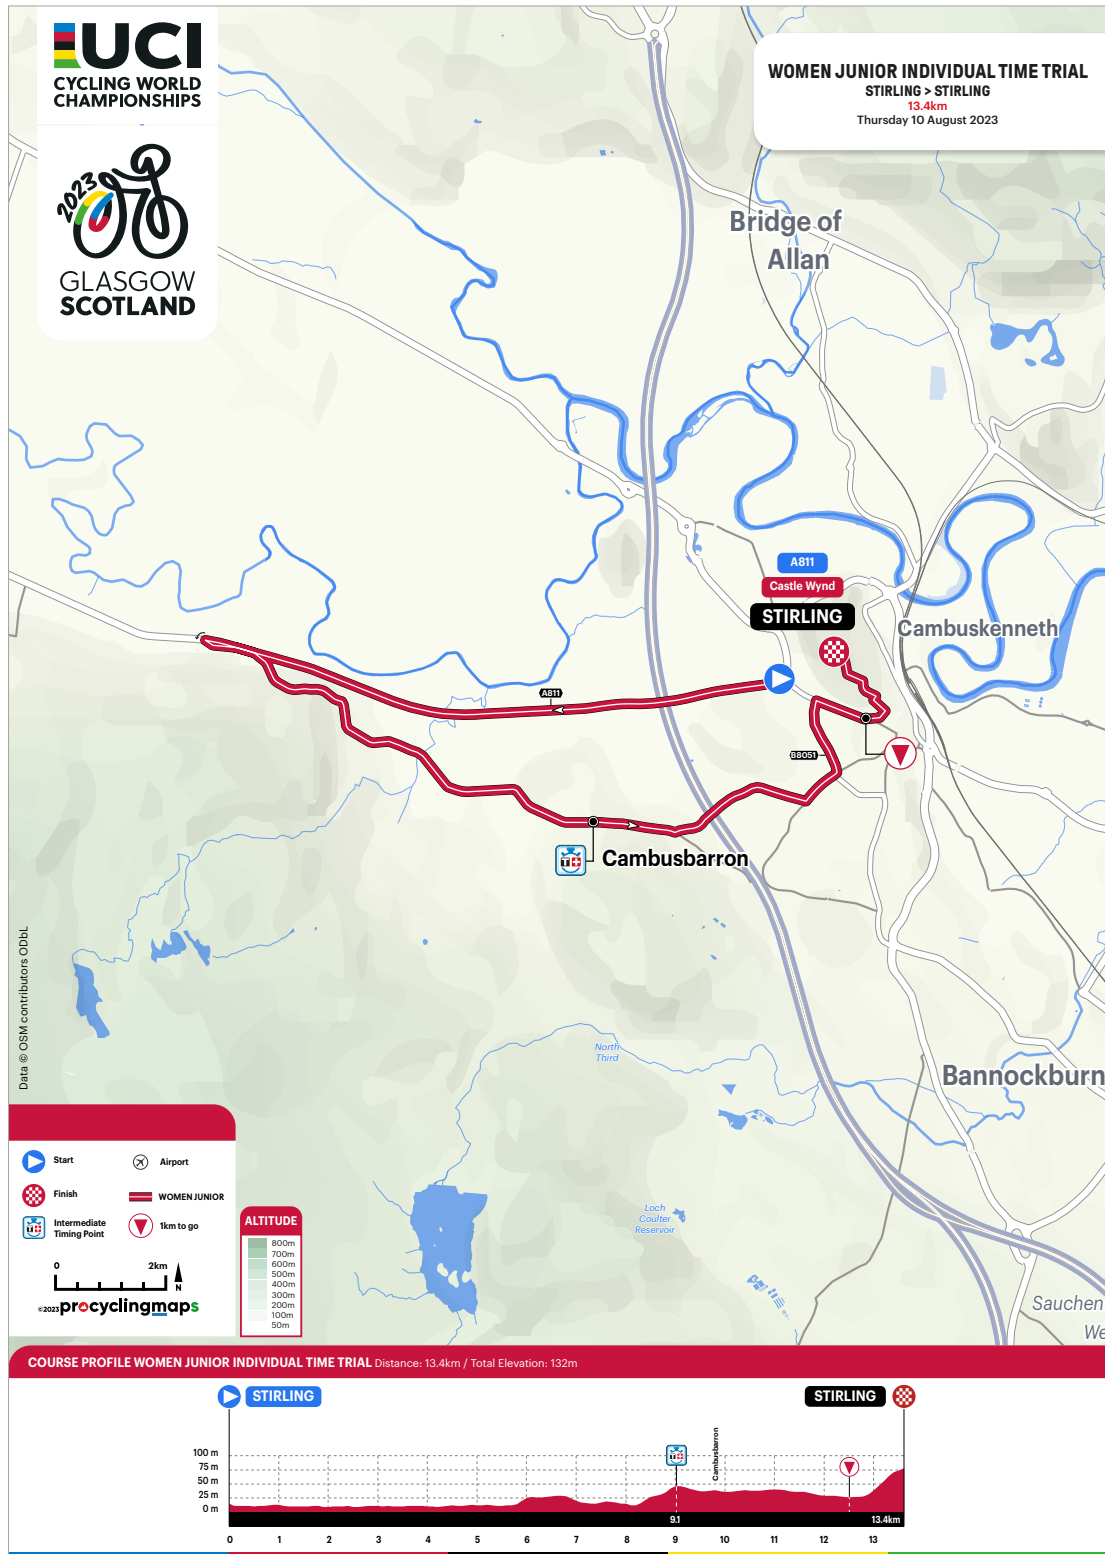 UCI
CYCLING WORLD
CHAMPIONSHIPS
2023
GLASGOW
SCOTLAND
WOMEN JUNIOR INDIVIDUAL TIME TRIAL
STIRLING > STIRLING
13.4km
Thursday 10 August 2023
Bridge of
Allan
A811
Castle Wynd
STIRLING
Cambuskenneth
A811
B8051
Cambusbarron
North
Third
Bannockburn
Loch
Coulter
Reservoir
Sauchen
We
Data © OSM contributors ODbL
Start
Airport
Finish
WOMEN JUNIOR
Intermediate
Timing Point
1km to go
0 2km
N
©2023 procyclingmaps
ALTITUDE
800m
700m
600m
500m
400m
300m
200m
100m
50m
COURSE PROFILE WOMEN JUNIOR INDIVIDUAL TIME TRIAL Distance: 13.4km / Total Elevation: 132m
STIRLING
STIRLING
Cambusbarron
100 m
75 m
50 m
25 m
0 m
9.1
13.4km
0 1 2 3 4 5 6 7 8 9 10 11 12 13